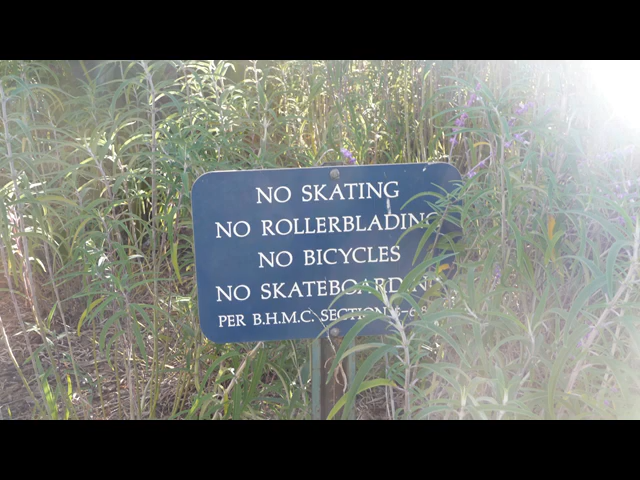 NO SKATING
NO ROLLERBLADING
NO BICYCLES
NO SKATEBOARDING
PER B.H.M.C. SECTION